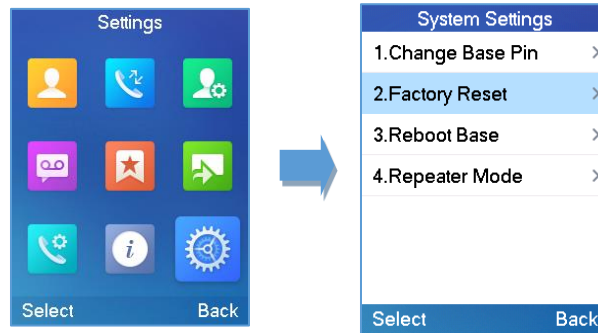 Settings
Select Back
System Settings
1.Change Base Pin
2.Factory Reset
3.Reboot Base
4.Repeater Mode
Select Back